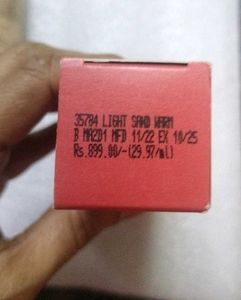 35784 LIGHT SAND WARM
B MA2D1 MFD 11/22 EX 10/25
Rs.899.00/-(29.97/ml)